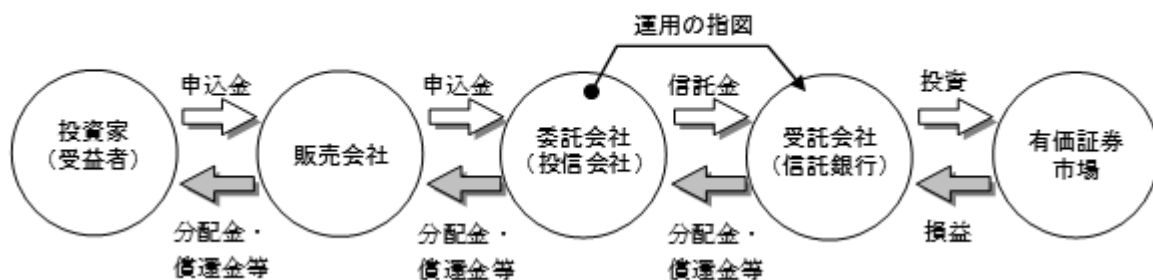 運用の指図
申込金
申込金
信託金
投資
投資家
（受益者）
販売会社
委託会社
（投信会社）
受託会社
（信託銀行）
有価証券
市場
分配金・
償還金等
分配金・
償還金等
分配金・
償還金等
損益